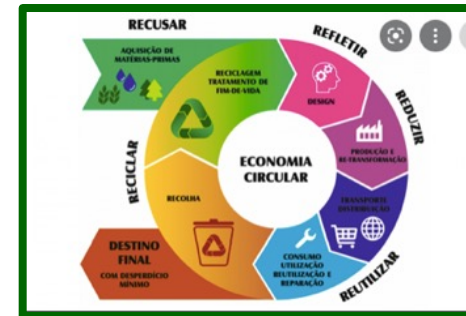 RECUSAR
AQUISIÇÃO DE
MATÉRIAS-PRIMAS
RECICLAGEM
TRATAMENTO DE
FIM-DE-VIDA
REFLETIR
DESIGN
REDUZIR
PRODUÇÃO E
RE-TRANSFORMAÇÃO
TRANSPORTE
DISTRIBUIÇÃO
REUTILIZAR
CONSUMO
UTILIZAÇÃO
REUTILIZAÇÃO E
REPARAÇÃO
RECICLAR
RECOLHA
ECONOMIA
CIRCULAR
DESTINO
FINAL
COM DESPERDÍCIO
MÍNIMO